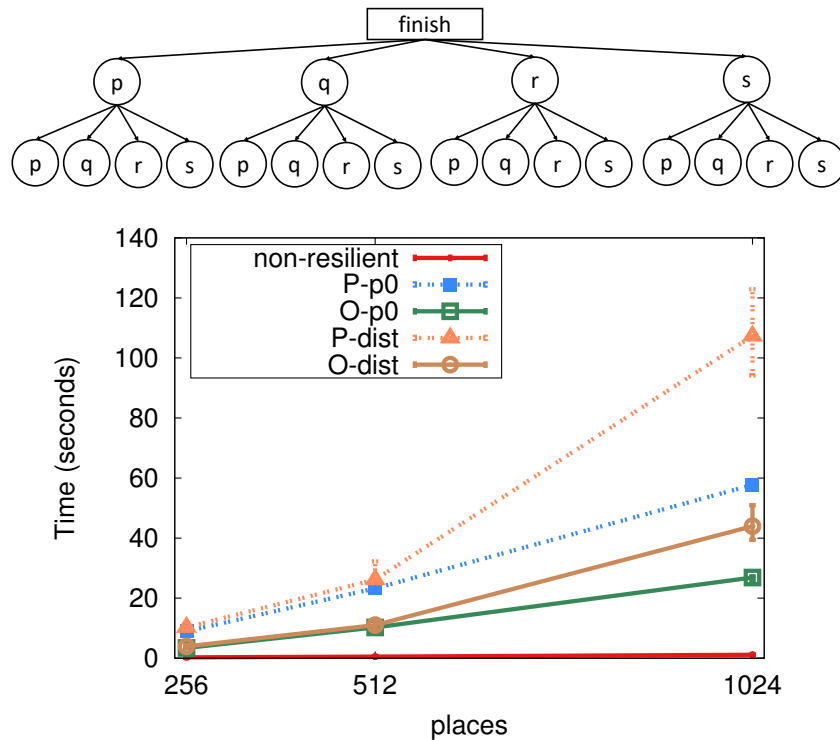 finish
p q r s
p q r s p q r s p q r s p q r s
140
120
100
80
60
40
20
0
Time (seconds)
non-resilient
P-p0
O-p0
P-dist
O-dist
256 512 1024
places